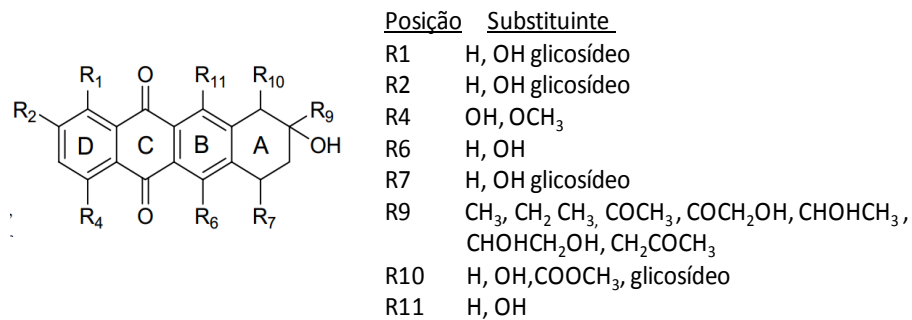 Posição Substituinte
R1 H, OH glicosídeo
R2 H, OH glicosídeo
R4 OH, OCH₃
R6 H, OH
R7 H, OH glicosídeo
R9 CH₃, CH₂ CH₃, COCH₃, COCH₂OH, CHOHCH₃,
CHOHCH₂OH, CH₂COCH₃
R10 H, OH,COOCH₃, glicosídeo
R11 H, OH
R₁ O R₁₁ R₁₀
R₂ R₉
D C B A OH
R₄ O R₆ R₇